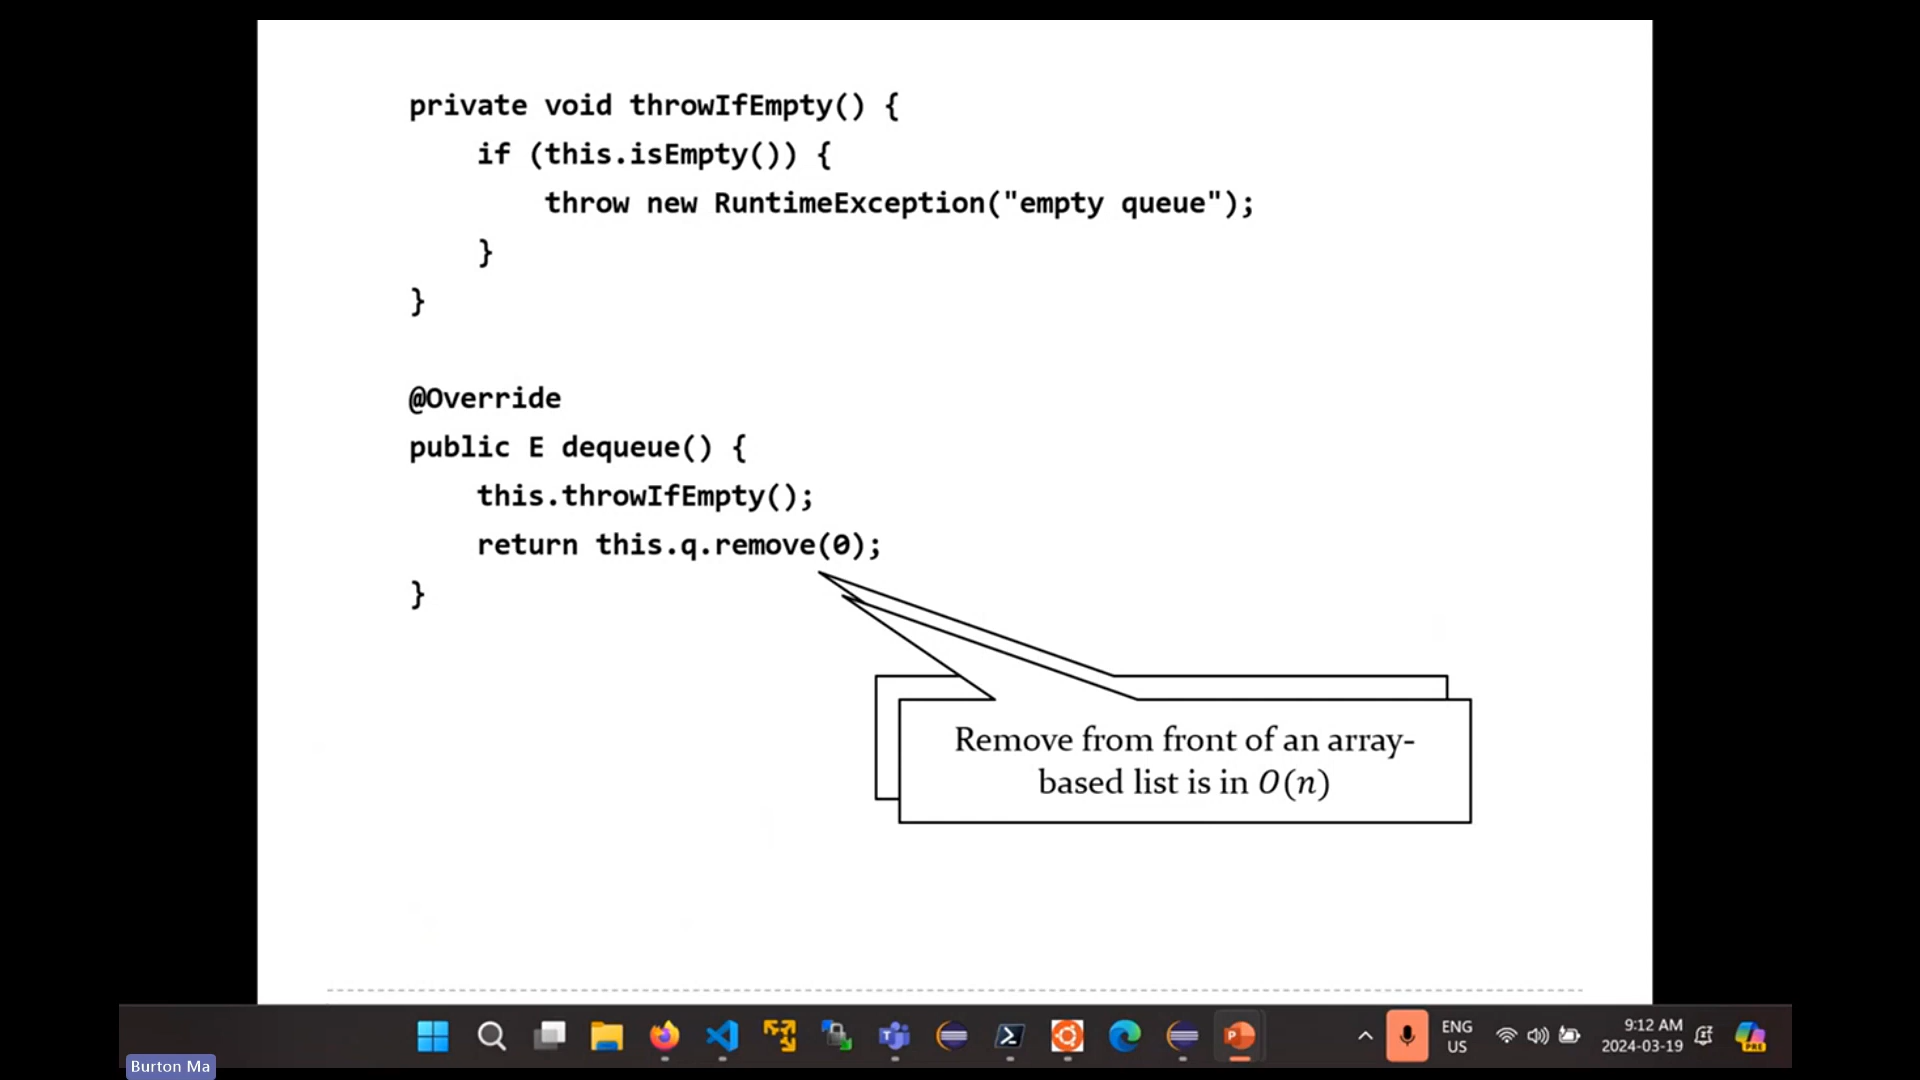 private void throwIfEmpty() {
if (this.isEmpty()) {
throw new RuntimeException("empty queue");
}
}
@Override
public E dequeue() {
this.throwIfEmpty();
return this.q.remove(0);
}
Remove from front of an array-
based list is in O(n)
ENG
US
9:12 AM
2024-03-19
PRE
Burton Ma